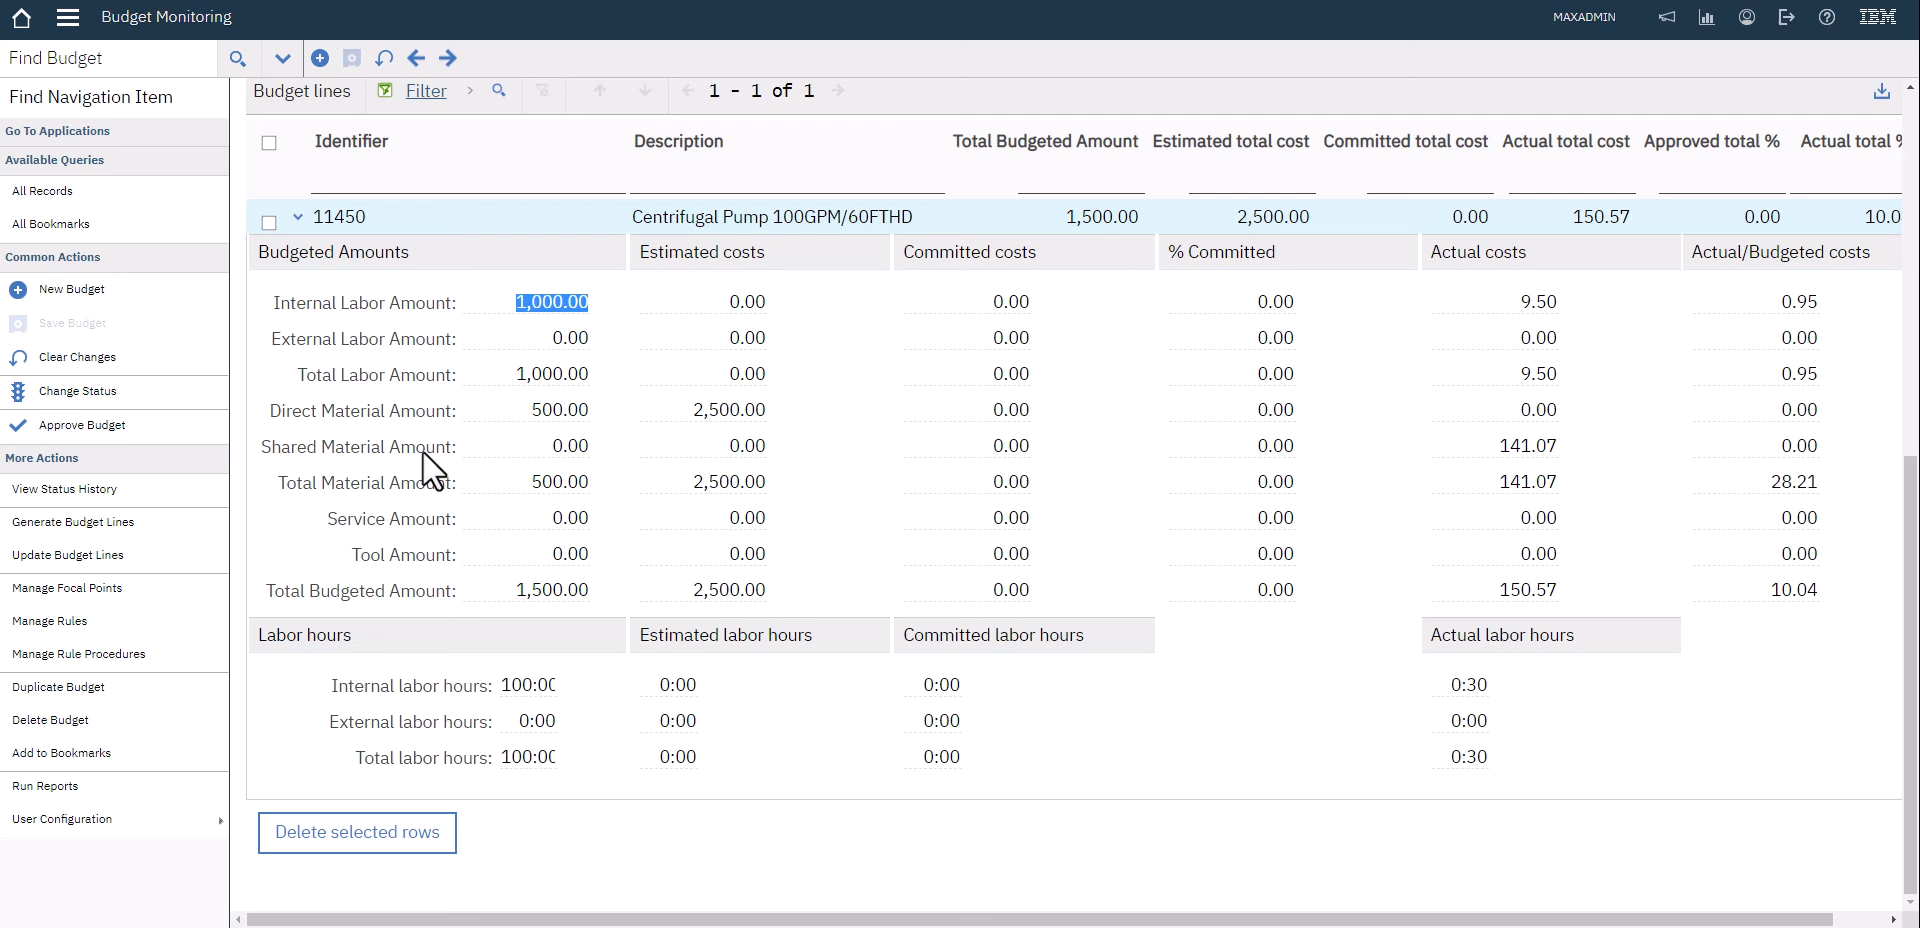 Budget Monitoring
MAXADMIN
IBM
Find Budget
Find Navigation Item
Go To Applications
Available Queries
All Records
All Bookmarks
Common Actions
New Budget
Save Budget
Clear Changes
Change Status
Approve Budget
More Actions
View Status History
Generate Budget Lines
Update Budget Lines
Manage Focal Points
Manage Rules
Manage Rule Procedures
Duplicate Budget
Delete Budget
Add to Bookmarks
Run Reports
User Configuration
Budget lines Filter 1 - 1 of 1
Identifier Description Total Budgeted Amount Estimated total cost Committed total cost Actual total cost Approved total % Actual total %
11450 Centrifugal Pump 100GPM/60FTHD 1,500.00 2,500.00 0.00 150.57 0.00 10.0
Budgeted Amounts Estimated costs Committed costs % Committed Actual costs Actual/Budgeted costs
Internal Labor Amount: 1,000.00 0.00 0.00 0.00 9.50 0.95
External Labor Amount: 0.00 0.00 0.00 0.00 0.00 0.00
Total Labor Amount: 1,000.00 0.00 0.00 0.00 9.50 0.95
Direct Material Amount: 500.00 2,500.00 0.00 0.00 0.00 0.00
Shared Material Amount: 0.00 0.00 0.00 0.00 141.07 0.00
Total Material Amount: 500.00 2,500.00 0.00 0.00 141.07 28.21
Service Amount: 0.00 0.00 0.00 0.00 0.00 0.00
Tool Amount: 0.00 0.00 0.00 0.00 0.00 0.00
Total Budgeted Amount: 1,500.00 2,500.00 0.00 0.00 150.57 10.04
Labor hours Estimated labor hours Committed labor hours Actual labor hours
Internal labor hours: 100:00 0:00 0:00 0:30
External labor hours: 0:00 0:00 0:00 0:00
Total labor hours: 100:00 0:00 0:00 0:30
Delete selected rows